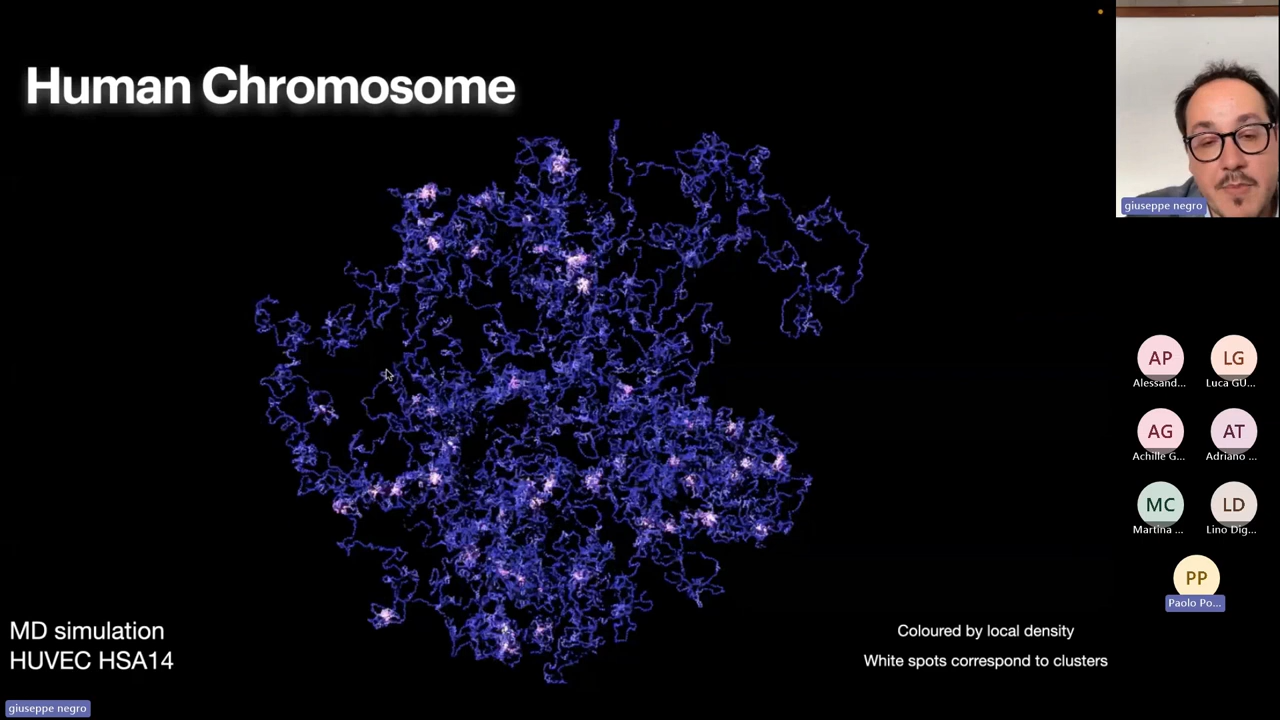 Human Chromosome
giuseppe negro
AP
LG
Alessand...
Luca GU...
AG
AT
Achille G...
Adriano ...
MC
LD
Martina ...
Lino Dig...
PP
Paolo Po...
MD simulation
HUVEC HSA14
Coloured by local density
White spots correspond to clusters
giuseppe negro